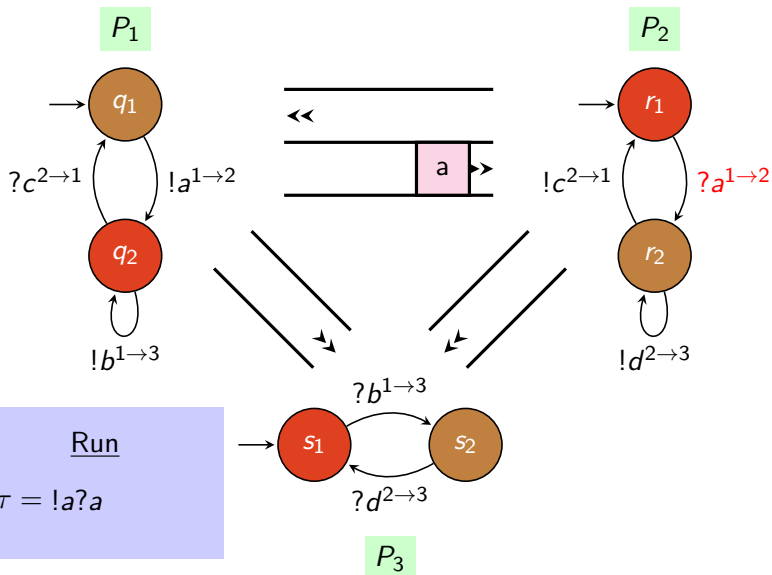 P₁
P₂
q₁
r₁
?c²→¹
!a¹→²
a
!c²→¹
?a¹→²
q₂
r₂
!b¹→³
!d²→³
?b¹→³
s₁
s₂
?d²→³
Run
τ = !a?a
P₃